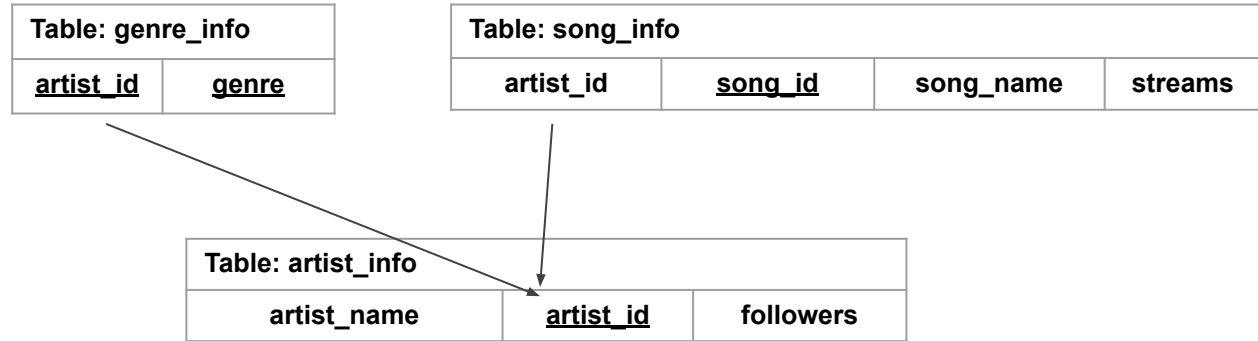 Table: genre_info
artist_id genre
Table: song_info
artist_id song_id song_name streams
Table: artist_info
artist_name artist_id followers